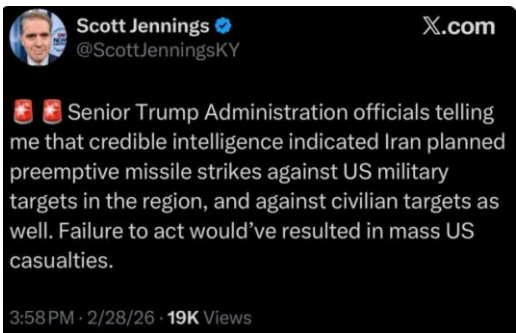 Scott Jennings
X.com
@ScottJenningsKY
🚨 🚨 Senior Trump Administration officials telling
me that credible intelligence indicated Iran planned
preemptive missile strikes against US military
targets in the region, and against civilian targets as
well. Failure to act would’ve resulted in mass US
casualties.
3:58 PM · 2/28/26 · 19K Views